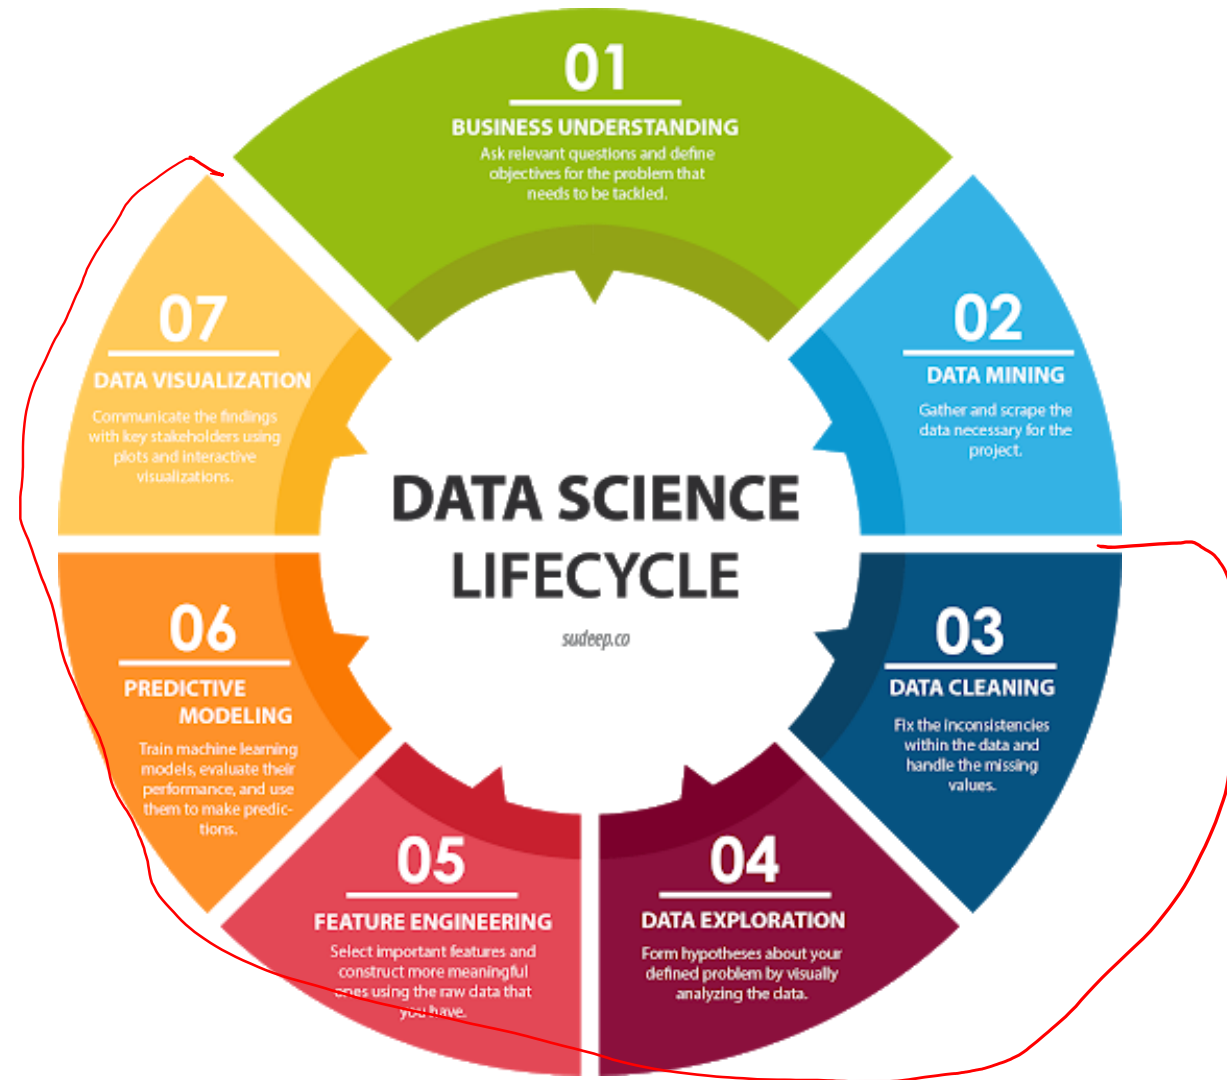 01
BUSINESS UNDERSTANDING
Ask relevant questions and define
objectives for the problem that
needs to be tackled.
02
DATA MINING
Gather and scrape the
data necessary for the
project.
03
DATA CLEANING
Fix the inconsistencies
within the data and
handle the missing
values.
04
DATA EXPLORATION
Form hypotheses about your
defined problem by visually
analyzing the data.
05
FEATURE ENGINEERING
Select important features and
construct more meaningful
ones using the raw data that
you have.
06
PREDICTIVE
MODELING
Train machine learning
models, evaluate their
performance, and use
them to make predic-
tions.
07
DATA VISUALIZATION
Communicate the findings
with key stakeholders using
plots and interactive
visualizations.
DATA SCIENCE
LIFECYCLE
sudeep.co